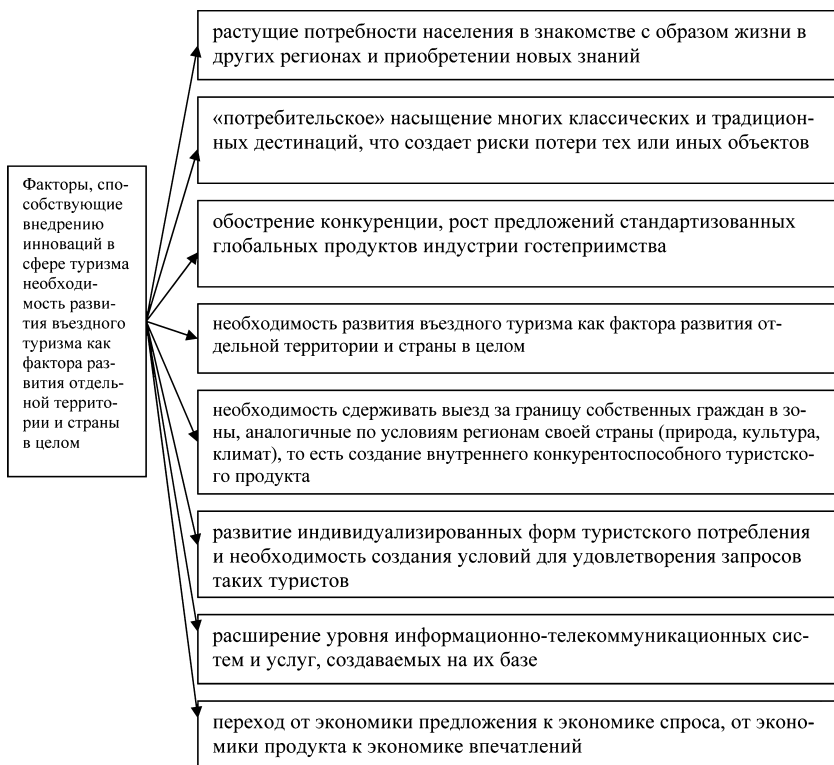 Факторы, спо-
собствующие
внедрению
инноваций в
сфере туризма
необходи-
мость разви-
тия въездного
туризма как
фактора раз-
вития отдель-
ной террито-
рии и страны
в целом
растущие потребности населения в знакомстве с образом жизни в
других регионах и приобретении новых знаний
«потребительское» насыщение многих классических и традицион-
ных дестинаций, что создает риски потери тех или иных объектов
обострение конкуренции, рост предложений стандартизованных
глобальных продуктов индустрии гостеприимства
необходимость развития въездного туризма как фактора развития от-
дельной территории и страны в целом
необходимость сдерживать выезд за границу собственных граждан в зо-
ны, аналогичные по условиям регионам своей страны (природа, культура,
климат), то есть создание внутреннего конкурентоспособного туристско-
го продукта
развитие индивидуализированных форм туристского потребления
и необходимость создания условий для удовлетворения запросов
таких туристов
расширение уровня информационно-телекоммуникационных сис-
тем и услуг, создаваемых на их базе
переход от экономики предложения к экономике спроса, от эконо-
мики продукта к экономике впечатлений